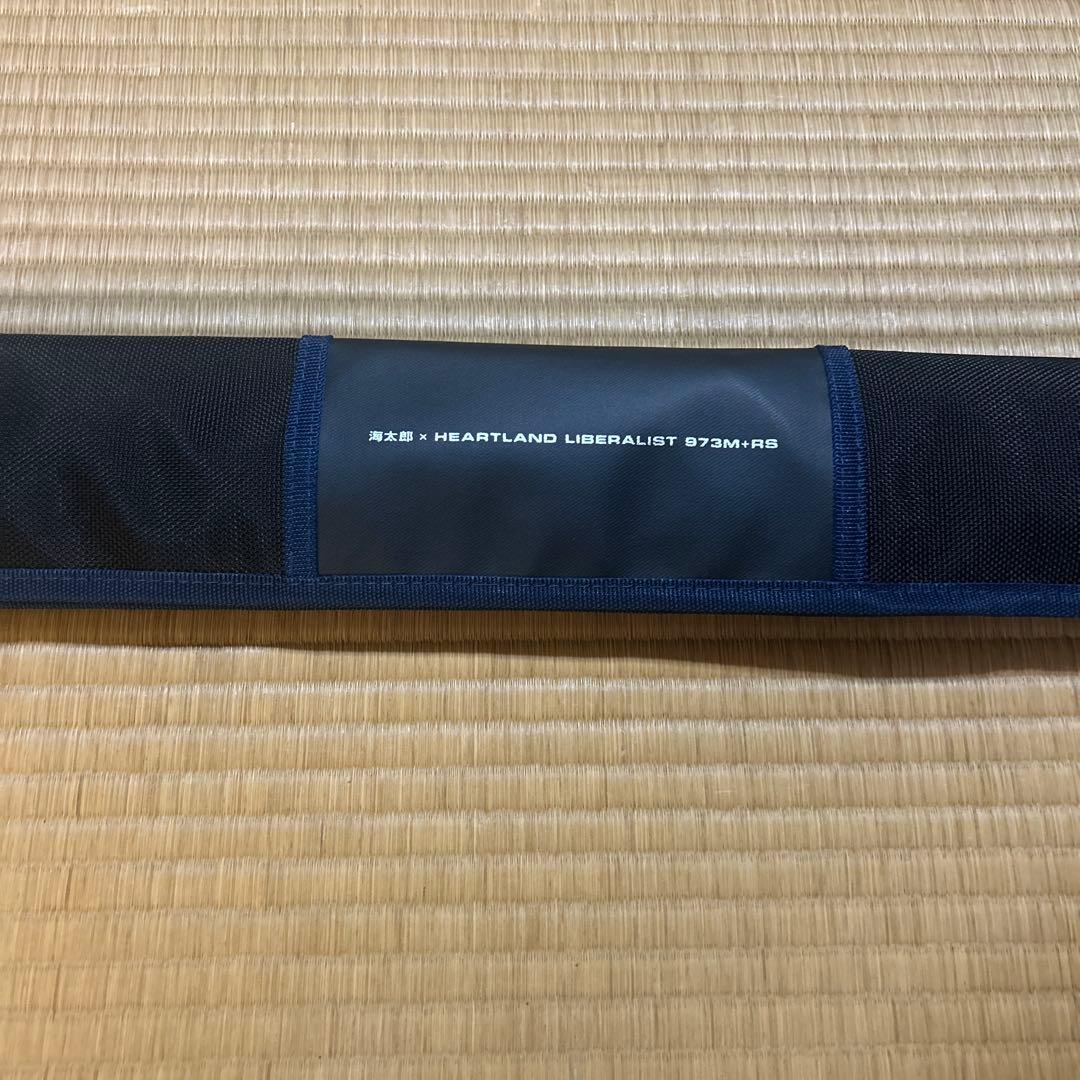 海太郎 × HEARTLAND LIBERALIST 973M+RS